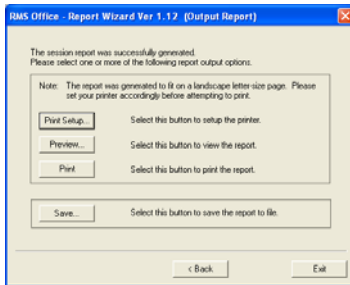 RMS Office - Report Wizard Ver 1.12 (Output Report)
The session report was successfully generated.
Please select one or more of the following report output options.
Note: The report was generated to fit on a landscape letter-size page. Please
set your printer accordingly before attempting to print.
Print Setup... Select this button to setup the printer.
Preview... Select this button to view the report.
Print Select this button to print the report.
Save... Select this button to save the report to file.
< Back Exit